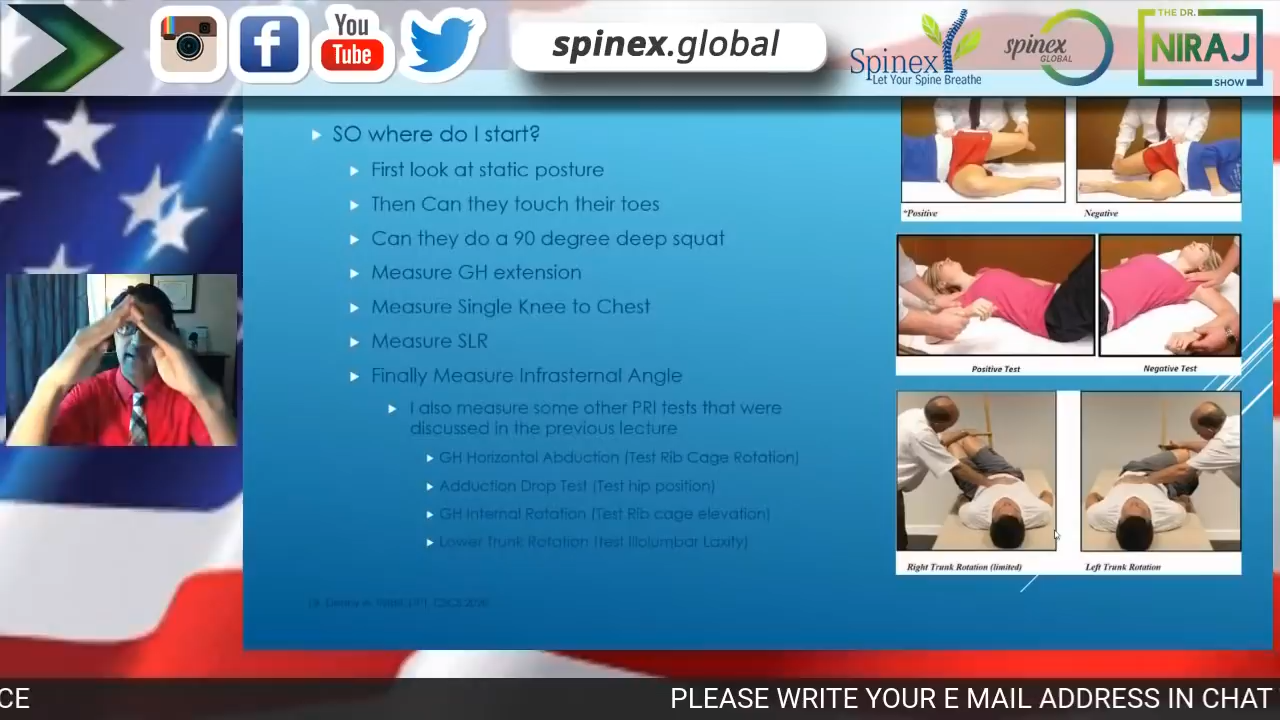 You
Tube
spinex.global
Spinex
Let Your Spine Breathe
spinex
GLOBAL
THE DR.
NIRAJ
SHOW
SO where do I start?
First look at static posture
Then Can they touch their toes
Can they do a 90 degree deep squat
Measure GH extension
Measure Single Knee to Chest
Measure SLR
Finally Measure Infrasternal Angle
I also measure some other PRI tests that were
discussed in the previous lecture
GH Horizontal Abduction (Test Rib Cage Rotation)
Adduction Drop Test (Test hip position)
GH Internal Rotation (Test Rib cage elevation)
Lower Trunk Rotation (Test Iliolumbar Laxity)
*Positive
Negative
Positive Test
Negative Test
Right Trunk Rotation (limited)
Left Trunk Rotation
CE
PLEASE WRITE YOUR E MAIL ADDRESS IN CHAT